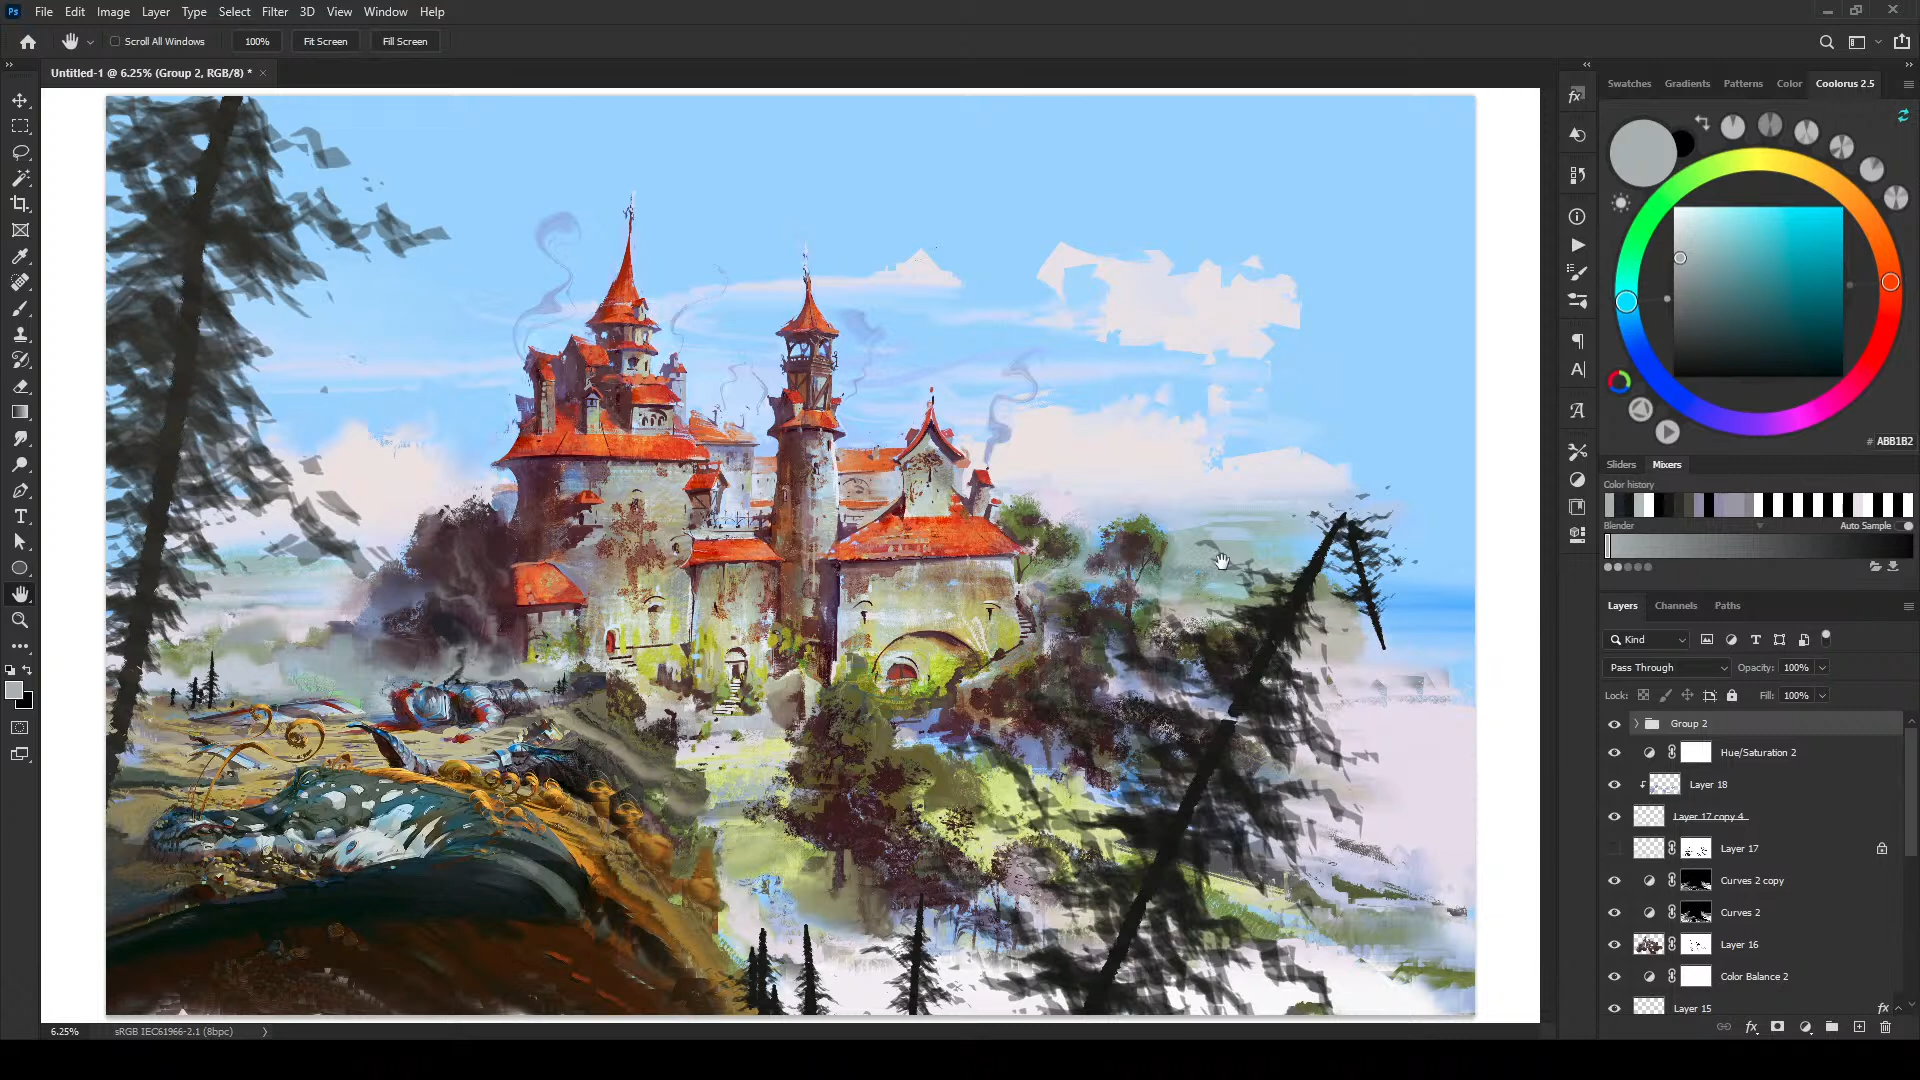 Ps File Edit Image Layer Type Select Filter 3D View Window Help
Scroll All Windows 100% Fit Screen Fill Screen
Untitled-1 @ 6.25% (Group 2, RGB/8) *
Swatches Gradients Patterns Color Coolorus 2.5
# ABB1B2
Sliders Mixers
Color history
Blender Auto Sample
Layers Channels Paths
Kind
Pass Through Opacity: 100%
Lock: Fill: 100%
Group 2
Hue/Saturation 2
Layer 18
Layer 17 copy 4
Layer 17
Curves 2 copy
Curves 2
Layer 16
Color Balance 2
Layer 15 fx
6.25% sRGB IEC61966-2.1 (8bpc)